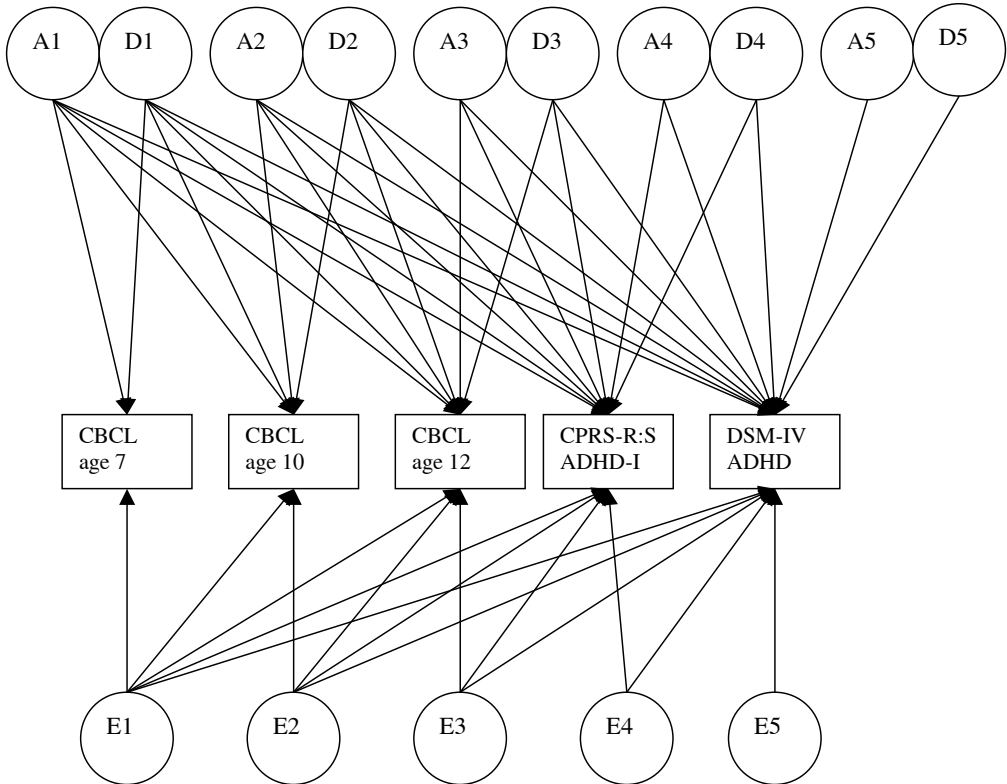 A1 D1 A2 D2 A3 D3 A4 D4 A5 D5
CBCL
age 7
CBCL
age 10
CBCL
age 12
CPRS-R:S
ADHD-I
DSM-IV
ADHD
E1 E2 E3 E4 E5